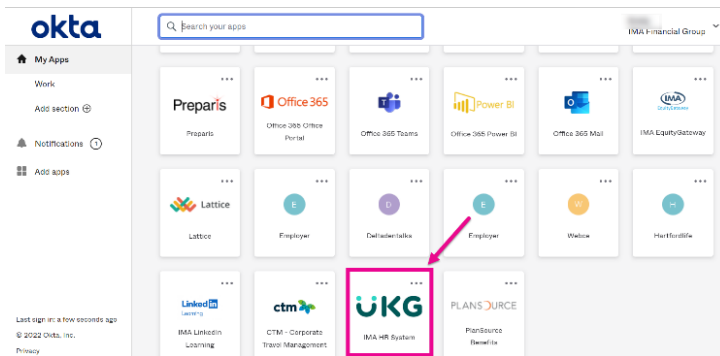 okta
Search your apps
IMA Financial Group
My Apps
Work
Add section
Notifications 1
Add apps
Last sign in: a few seconds ago
© 2022 Okta, Inc.
Privacy
Preparis
Office 365
Power BI
IMA
EquityGateway
Preparis
Office 365 Office
Portal
Office 365 Teams
Office 365 Power BI
Office 365 Mail
IMA EquityGateway
Lattice
E
D
E
W
H
Lattice
Employer
Deltadentalks
Employer
Webce
Hartfordlife
Linked in
Learning
ctm
UKG
PLANSOURCE
IMA LinkedIn
Learning
CTM - Corporate
Travel Management
IMA HR System
PlanSource
Benefits